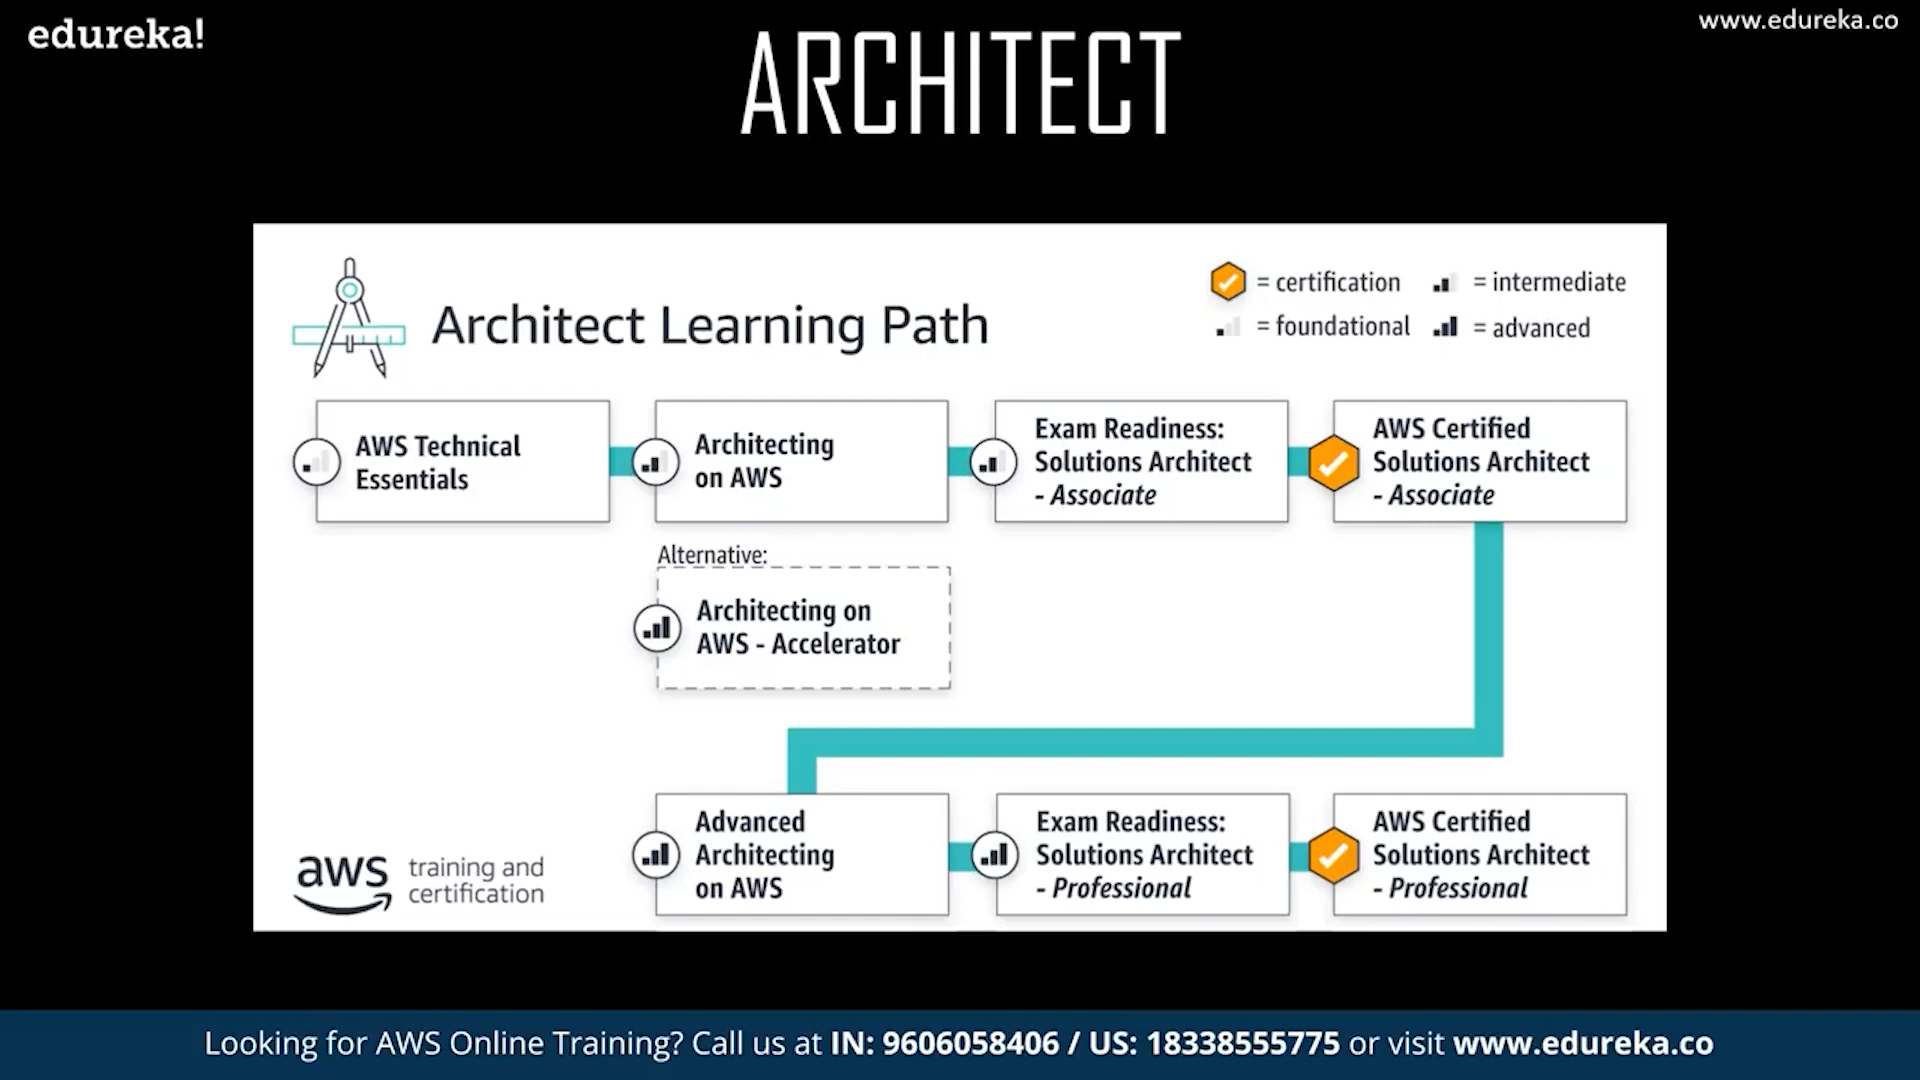 edureka!
www.edureka.co
ARCHITECT
Architect Learning Path
= certification
= intermediate
= foundational
= advanced
AWS Technical
Essentials
Architecting
on AWS
Exam Readiness:
Solutions Architect
- Associate
AWS Certified
Solutions Architect
- Associate
Alternative:
Architecting on
AWS - Accelerator
Advanced
Architecting
on AWS
Exam Readiness:
Solutions Architect
- Professional
AWS Certified
Solutions Architect
- Professional
aws training and
certification
Looking for AWS Online Training? Call us at IN: 9606058406 / US: 18338555775 or visit www.edureka.co